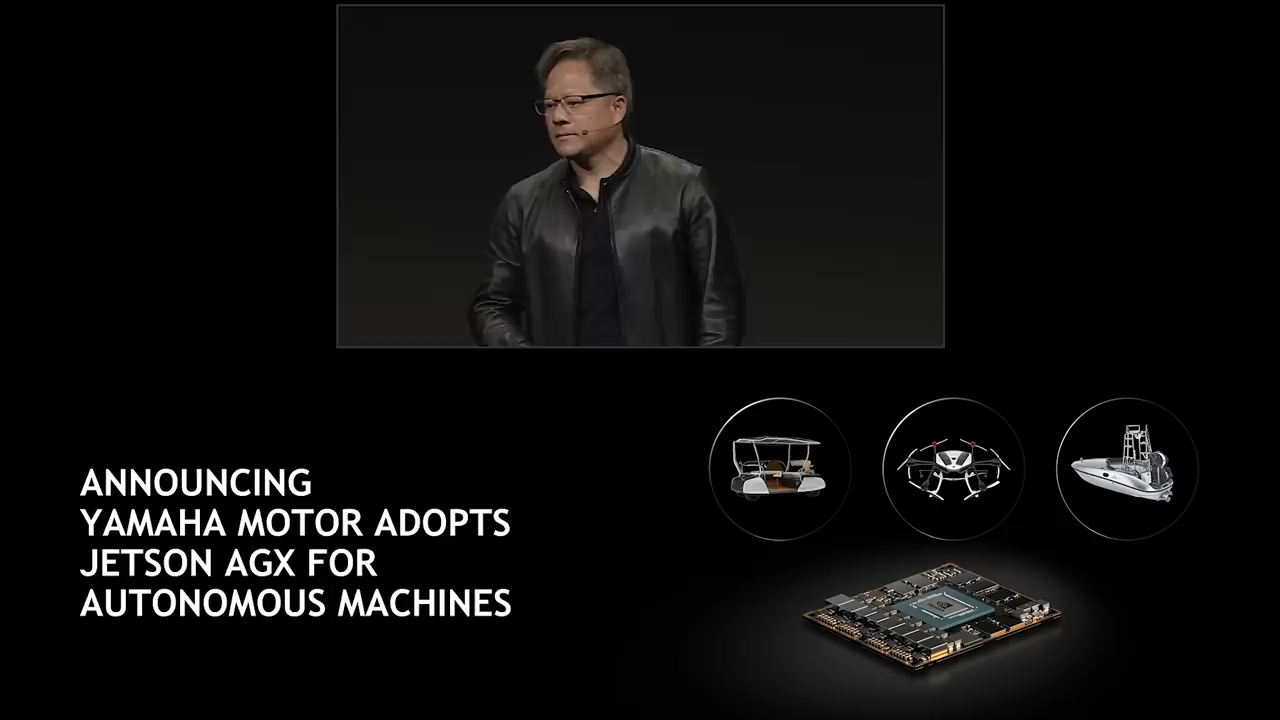 ANNOUNCING
YAMAHA MOTOR ADOPTS
JETSON AGX FOR
AUTONOMOUS MACHINES